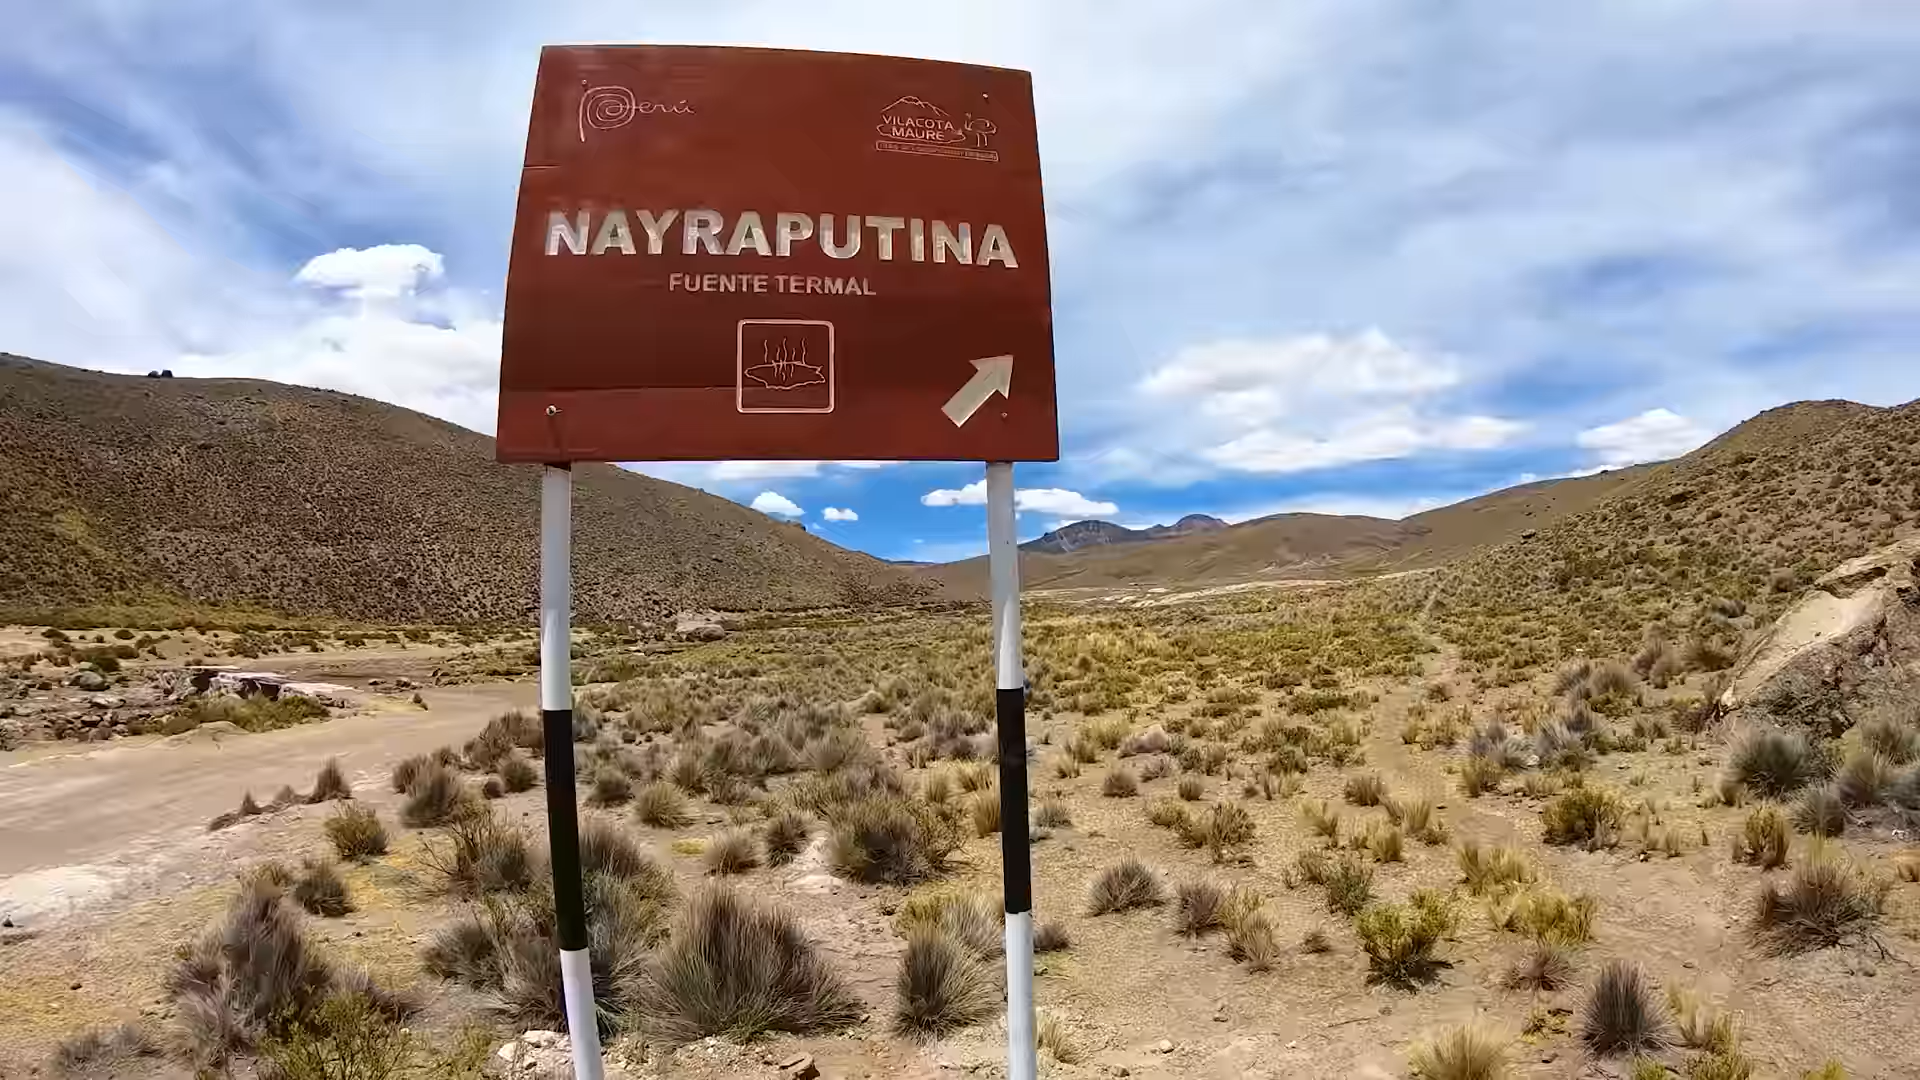 Perú
VILACOTA
MAURE
NAYRAPUTINA
FUENTE TERMAL